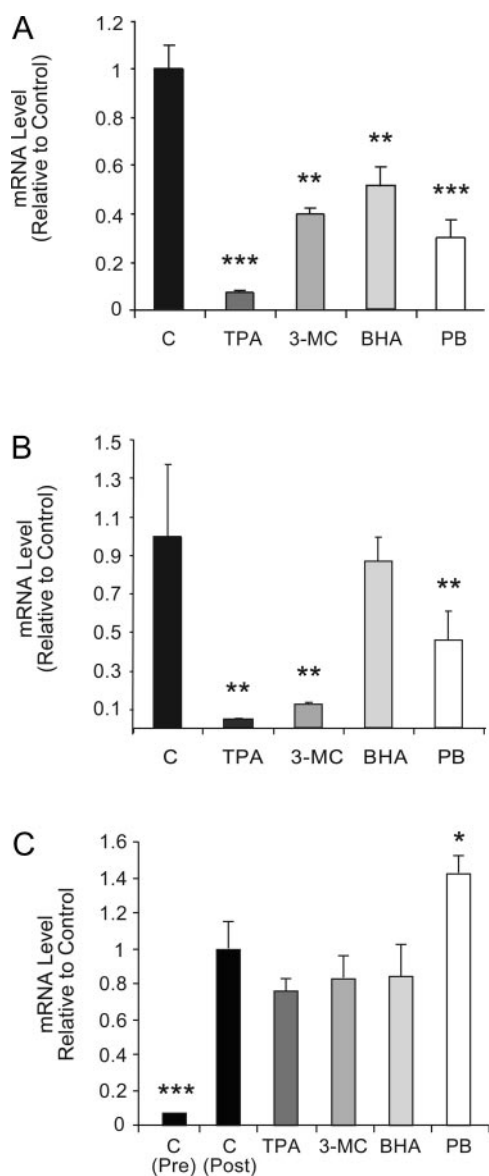 A
mRNA Level
(Relative to Control)
1.2
1
0.8
0.6
0.4
0.2
0
***
**
**
***
C TPA 3-MC BHA PB
B
mRNA Level
(Relative to Control)
1.5
1.3
1.1
0.9
0.7
0.5
0.3
0.1
**
**
**
C TPA 3-MC BHA PB
C
mRNA Level
Relative to Control
1.6
1.4
1.2
1
0.8
0.6
0.4
0.2
0
***
*
C C TPA 3-MC BHA PB
(Pre) (Post)